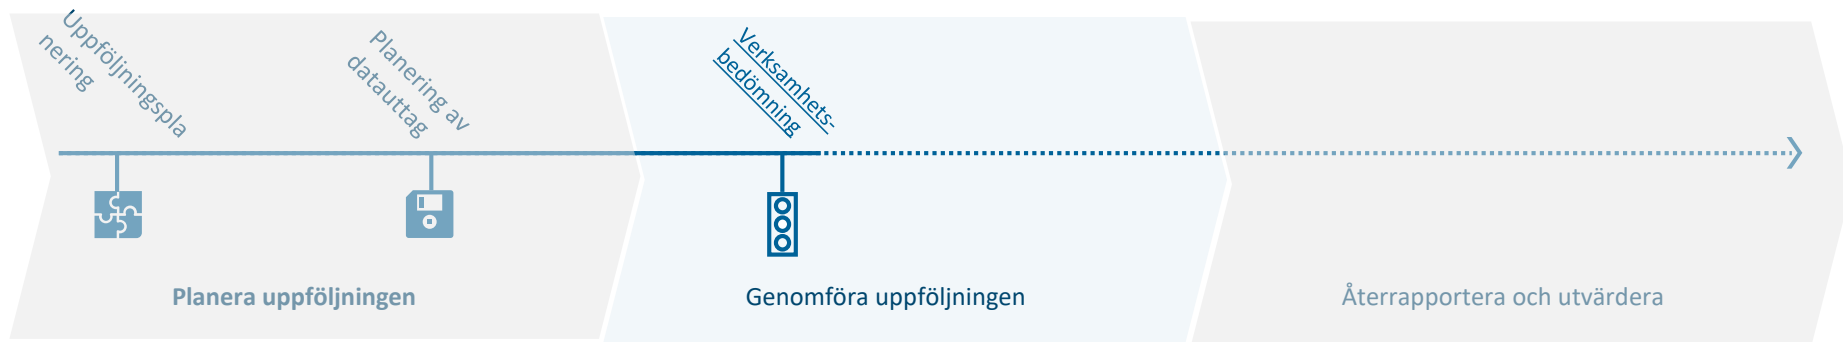 Uppföljningspla
nering
Planering av
datauttag
Verksamhets-
bedömning
Planera uppföljningen
Genomföra uppföljningen
Återrapportera och utvärdera